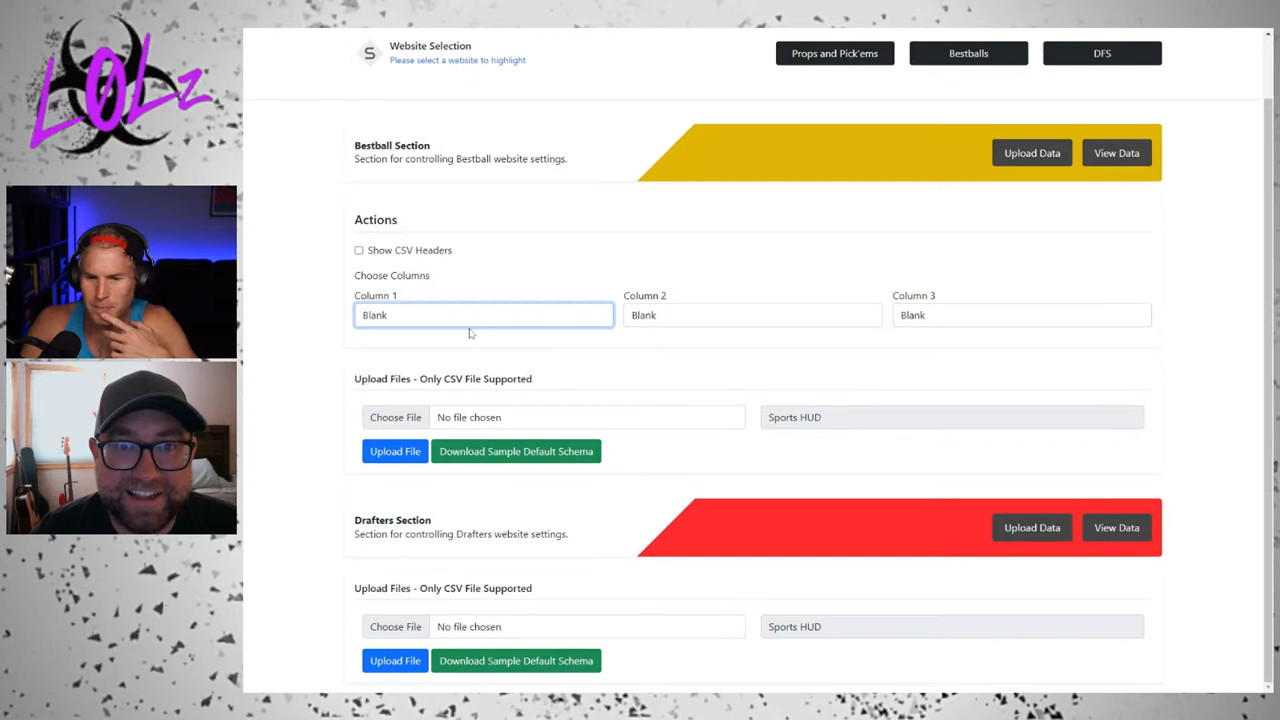 L0Lz
S
Website Selection
Please select a website to highlight
Props and Pick'ems
Bestballs
DFS
Bestball Section
Section for controlling Bestball website settings.
Upload Data
View Data
Actions
Show CSV Headers
Choose Columns
Column 1
Column 2
Column 3
Blank
Blank
Blank
Upload Files - Only CSV File Supported
Choose File
No file chosen
Sports HUD
Upload File
Download Sample Default Schema
Drafters Section
Section for controlling Drafters website settings.
Upload Data
View Data
Upload Files - Only CSV File Supported
Choose File
No file chosen
Sports HUD
Upload File
Download Sample Default Schema